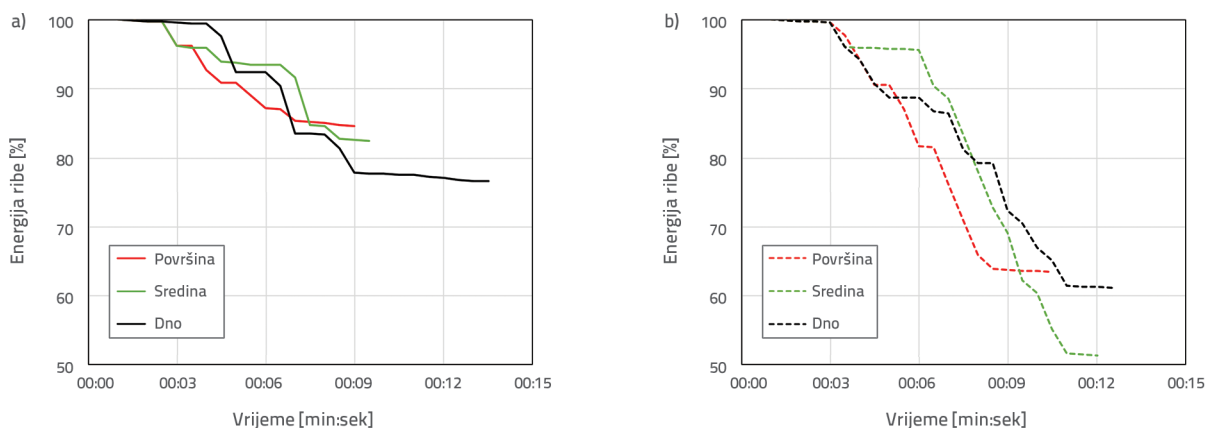 a)
Energija ribe [%]
100
90
80
70
60
50
Površina
Sredina
Dno
00:00 00:03 00:06 00:09 00:12 00:15
Vrijeme [min:sek]
b)
Energija ribe [%]
100
90
80
70
60
50
Površina
Sredina
Dno
00:00 00:03 00:06 00:09 00:12 00:15
Vrijeme [min:sek]